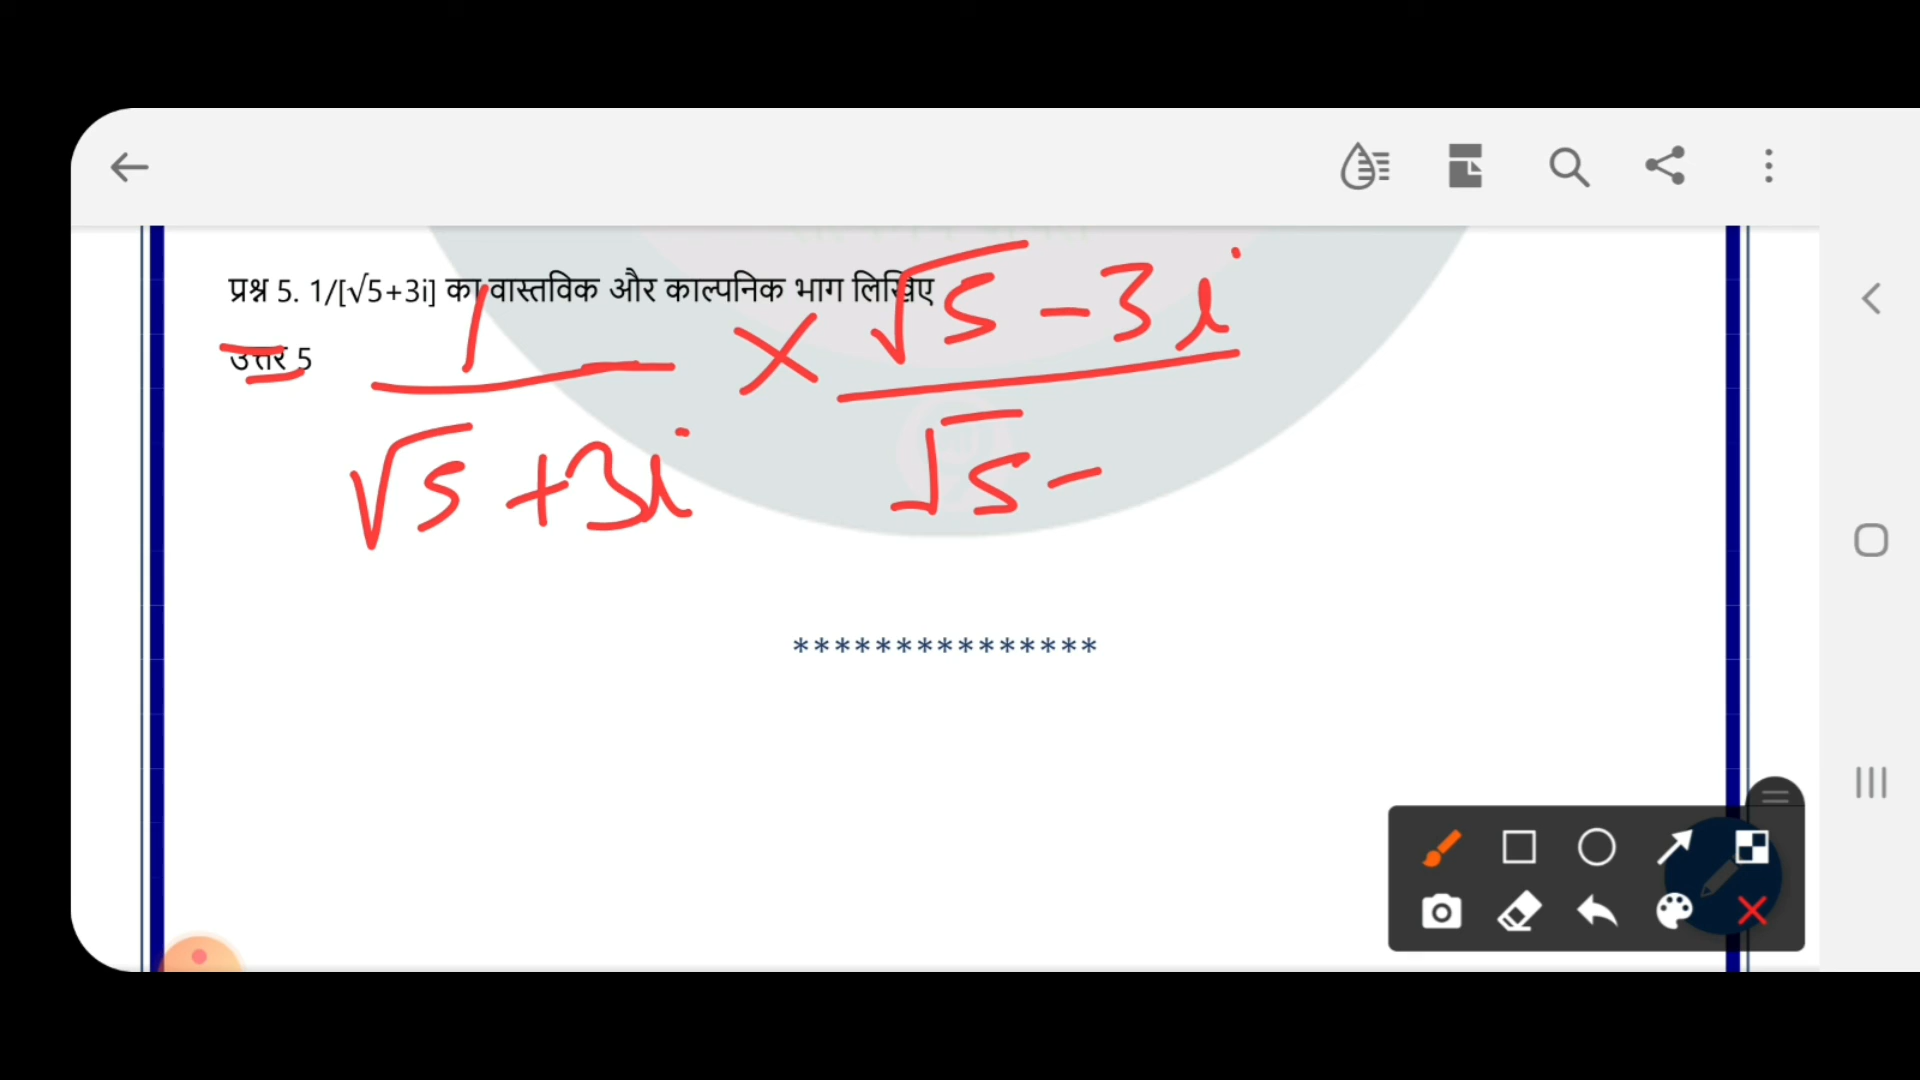 प्रश्न 5. 1/[√5+3i] का वास्तविक और काल्पनिक भाग लिखिए
उत्तर 5
1 × √5 - 3i
√5 + 3i √5 -
***************